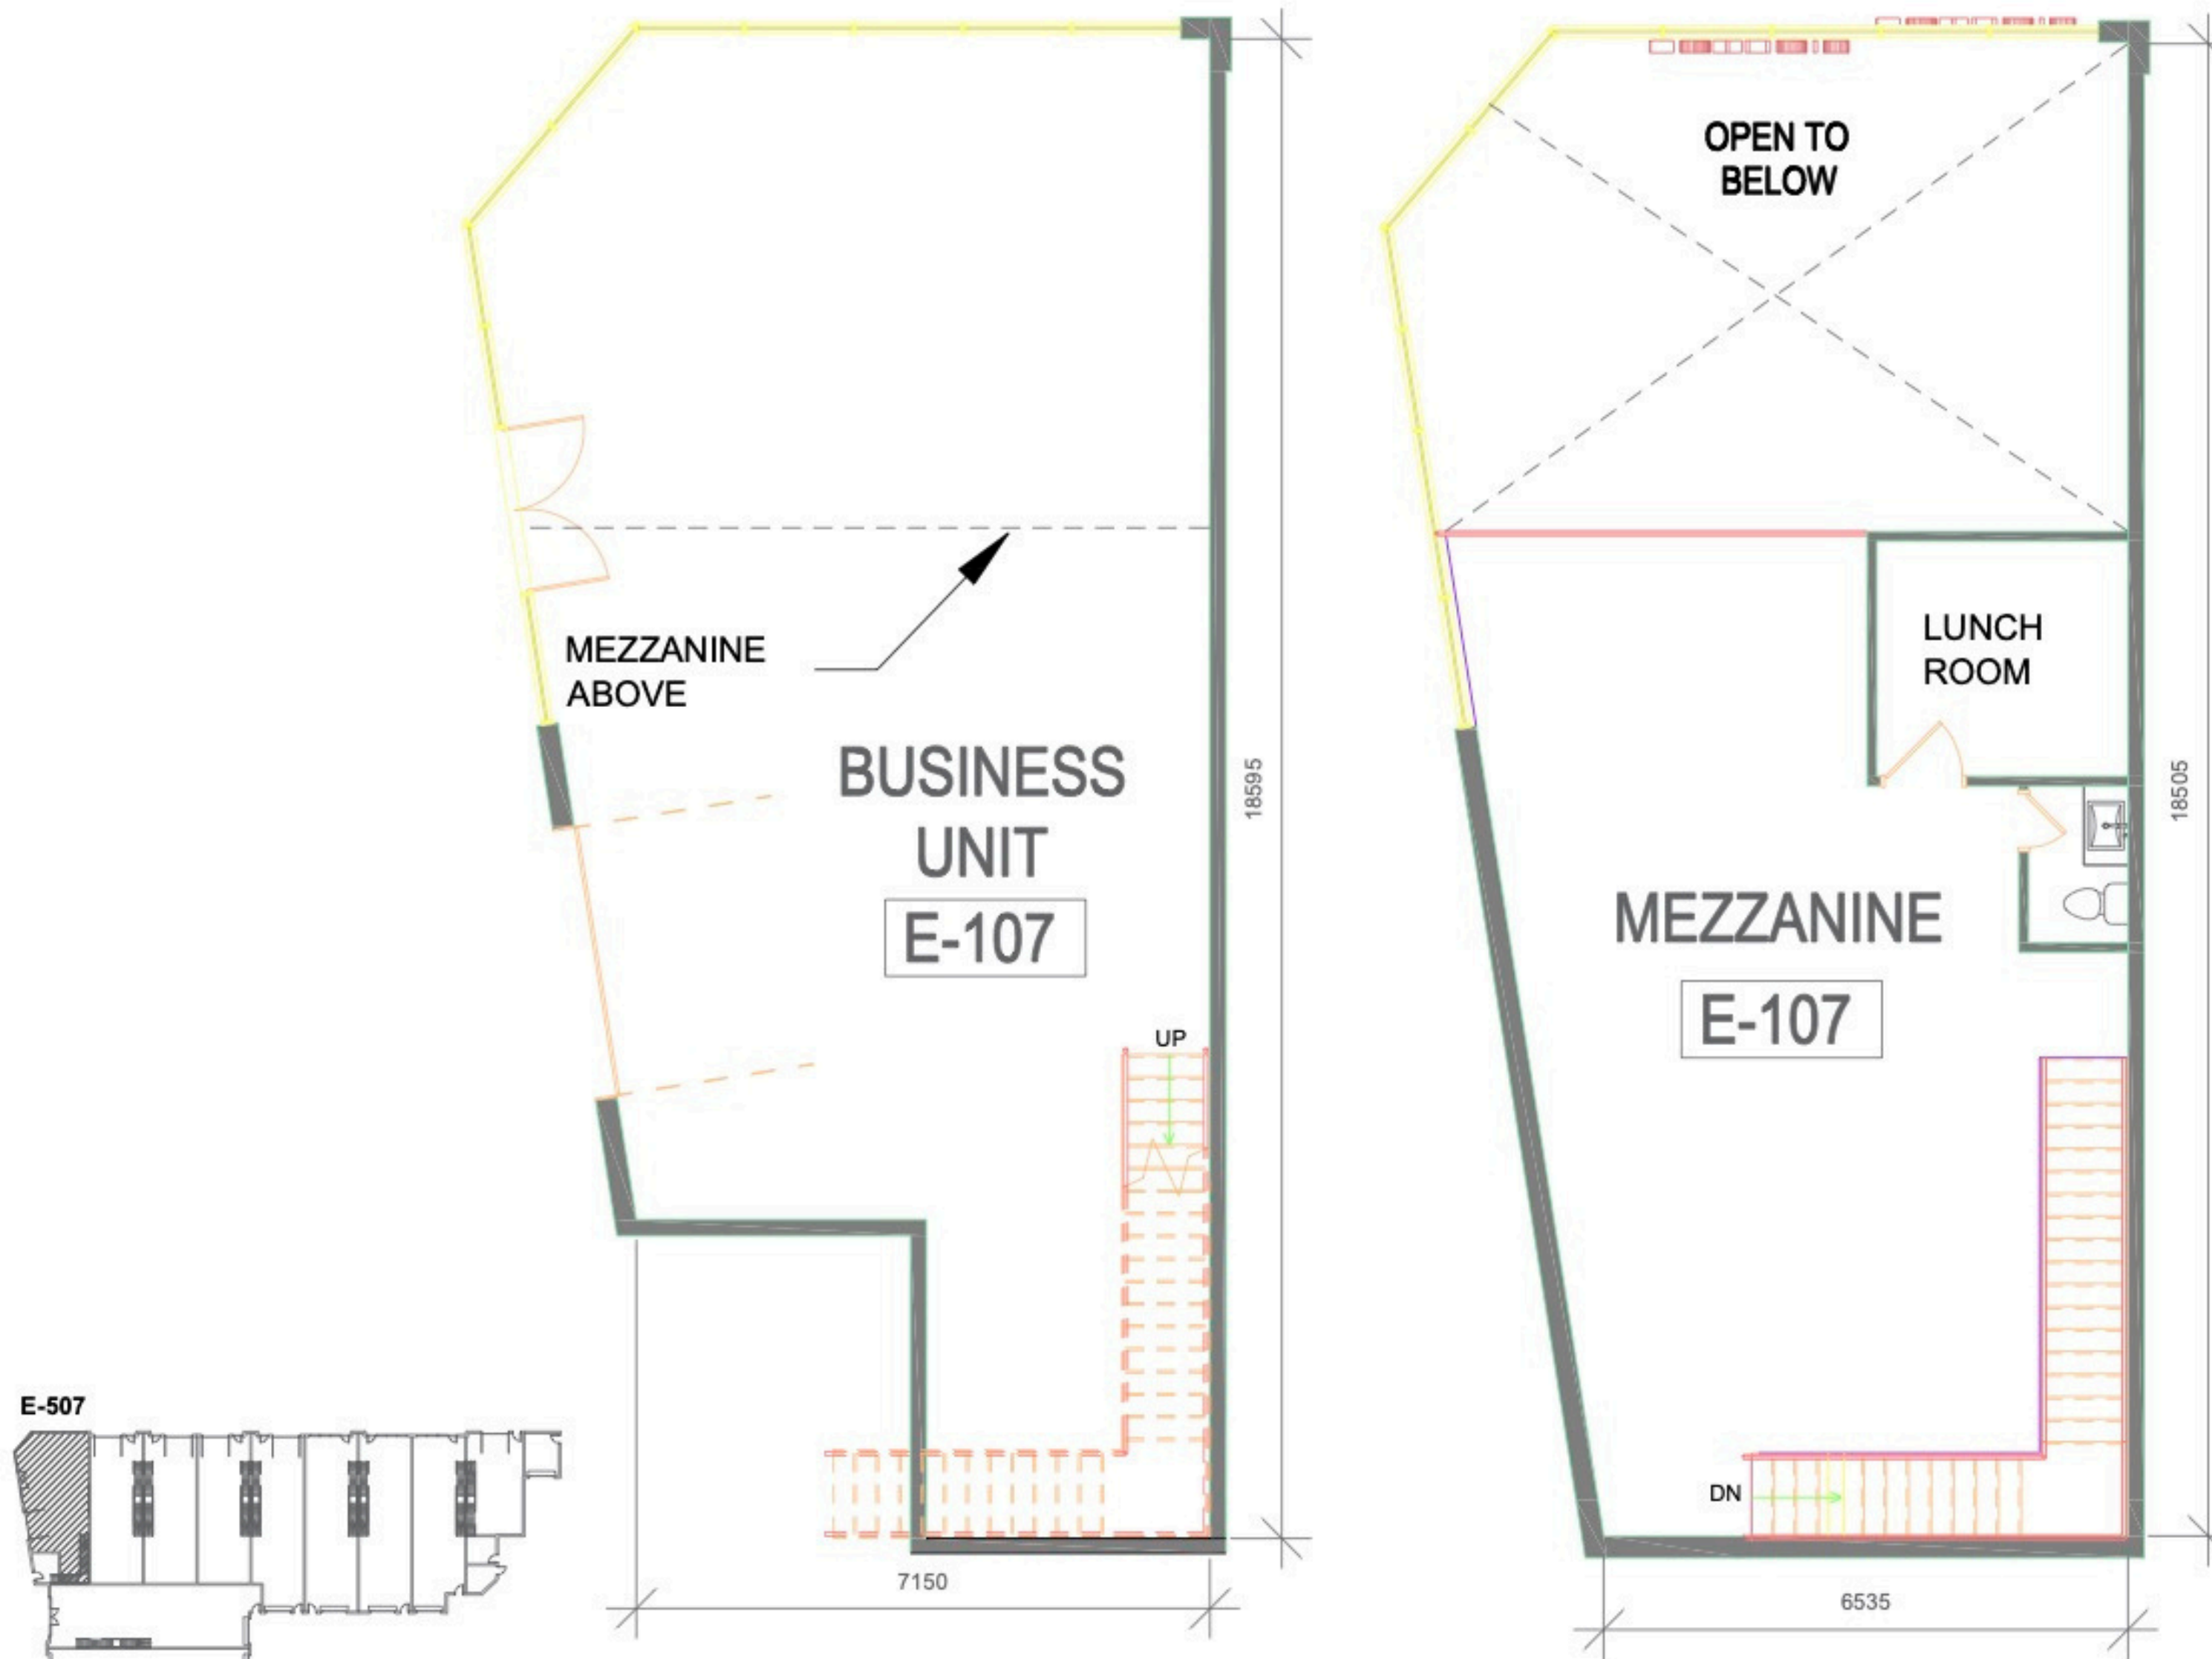 MEZZANINE
ABOVE
BUSINESS
UNIT
E-107
UP
18595
7150
E-507
OPEN TO
BELOW
LUNCH
ROOM
MEZZANINE
E-107
DN
18505
6535